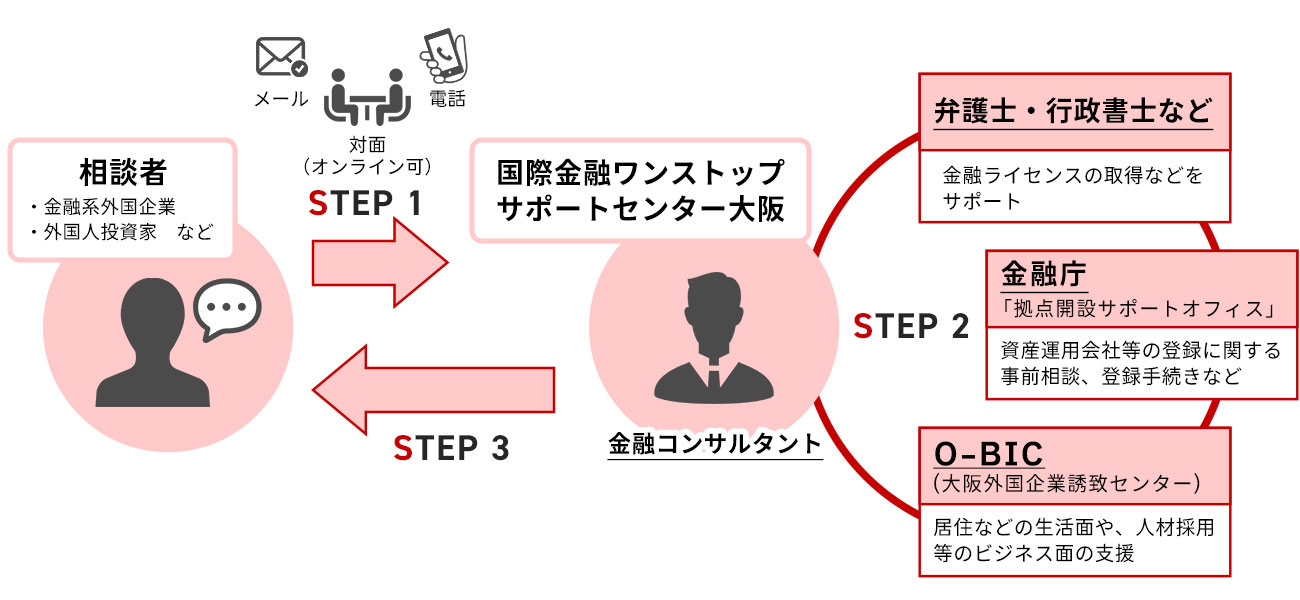 メール
電話
対面
（オンライン可）
STEP 1
相談者
・金融系外国企業
・外国人投資家　など
国際金融ワンストップ
サポートセンター大阪
金融コンサルタント
STEP 2
弁護士・行政書士など
金融ライセンスの取得などを
サポート
金融庁
「拠点開設サポートオフィス」
資産運用会社等の登録に関する
事前相談、登録手続きなど
O-BIC
（大阪外国企業誘致センター）
居住などの生活面や、人材採用
等のビジネス面の支援
STEP 3